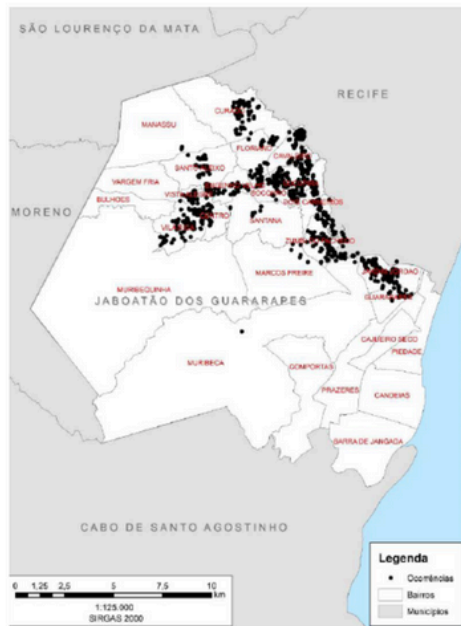 SÃO LOURENÇO DA MATA
RECIFE
CURADO
MANASSU
FLORIANO
CAVALEIRO
VARGEM FRIA
MORENO
BULHOES
SOCORRO
DOIS CARNEIROS
CENTRO
SANTANA
MARCOS FREIRE
MURIBEQUINHA
JABOATÃO DOS GUARARAPES
GUARARAPES
CAJUEIRO SECO
PIEDADE
MURIBECA
COMPORTAS
PRAZERES
CANDEIAS
BARRA DE JANGADA
CABO DE SANTO AGOSTINHO
Legenda
Ocorrências
Bairros
Municípios
0 1,25 2,5 5 7,5 10
km
1:125.000
SIRGAS 2000